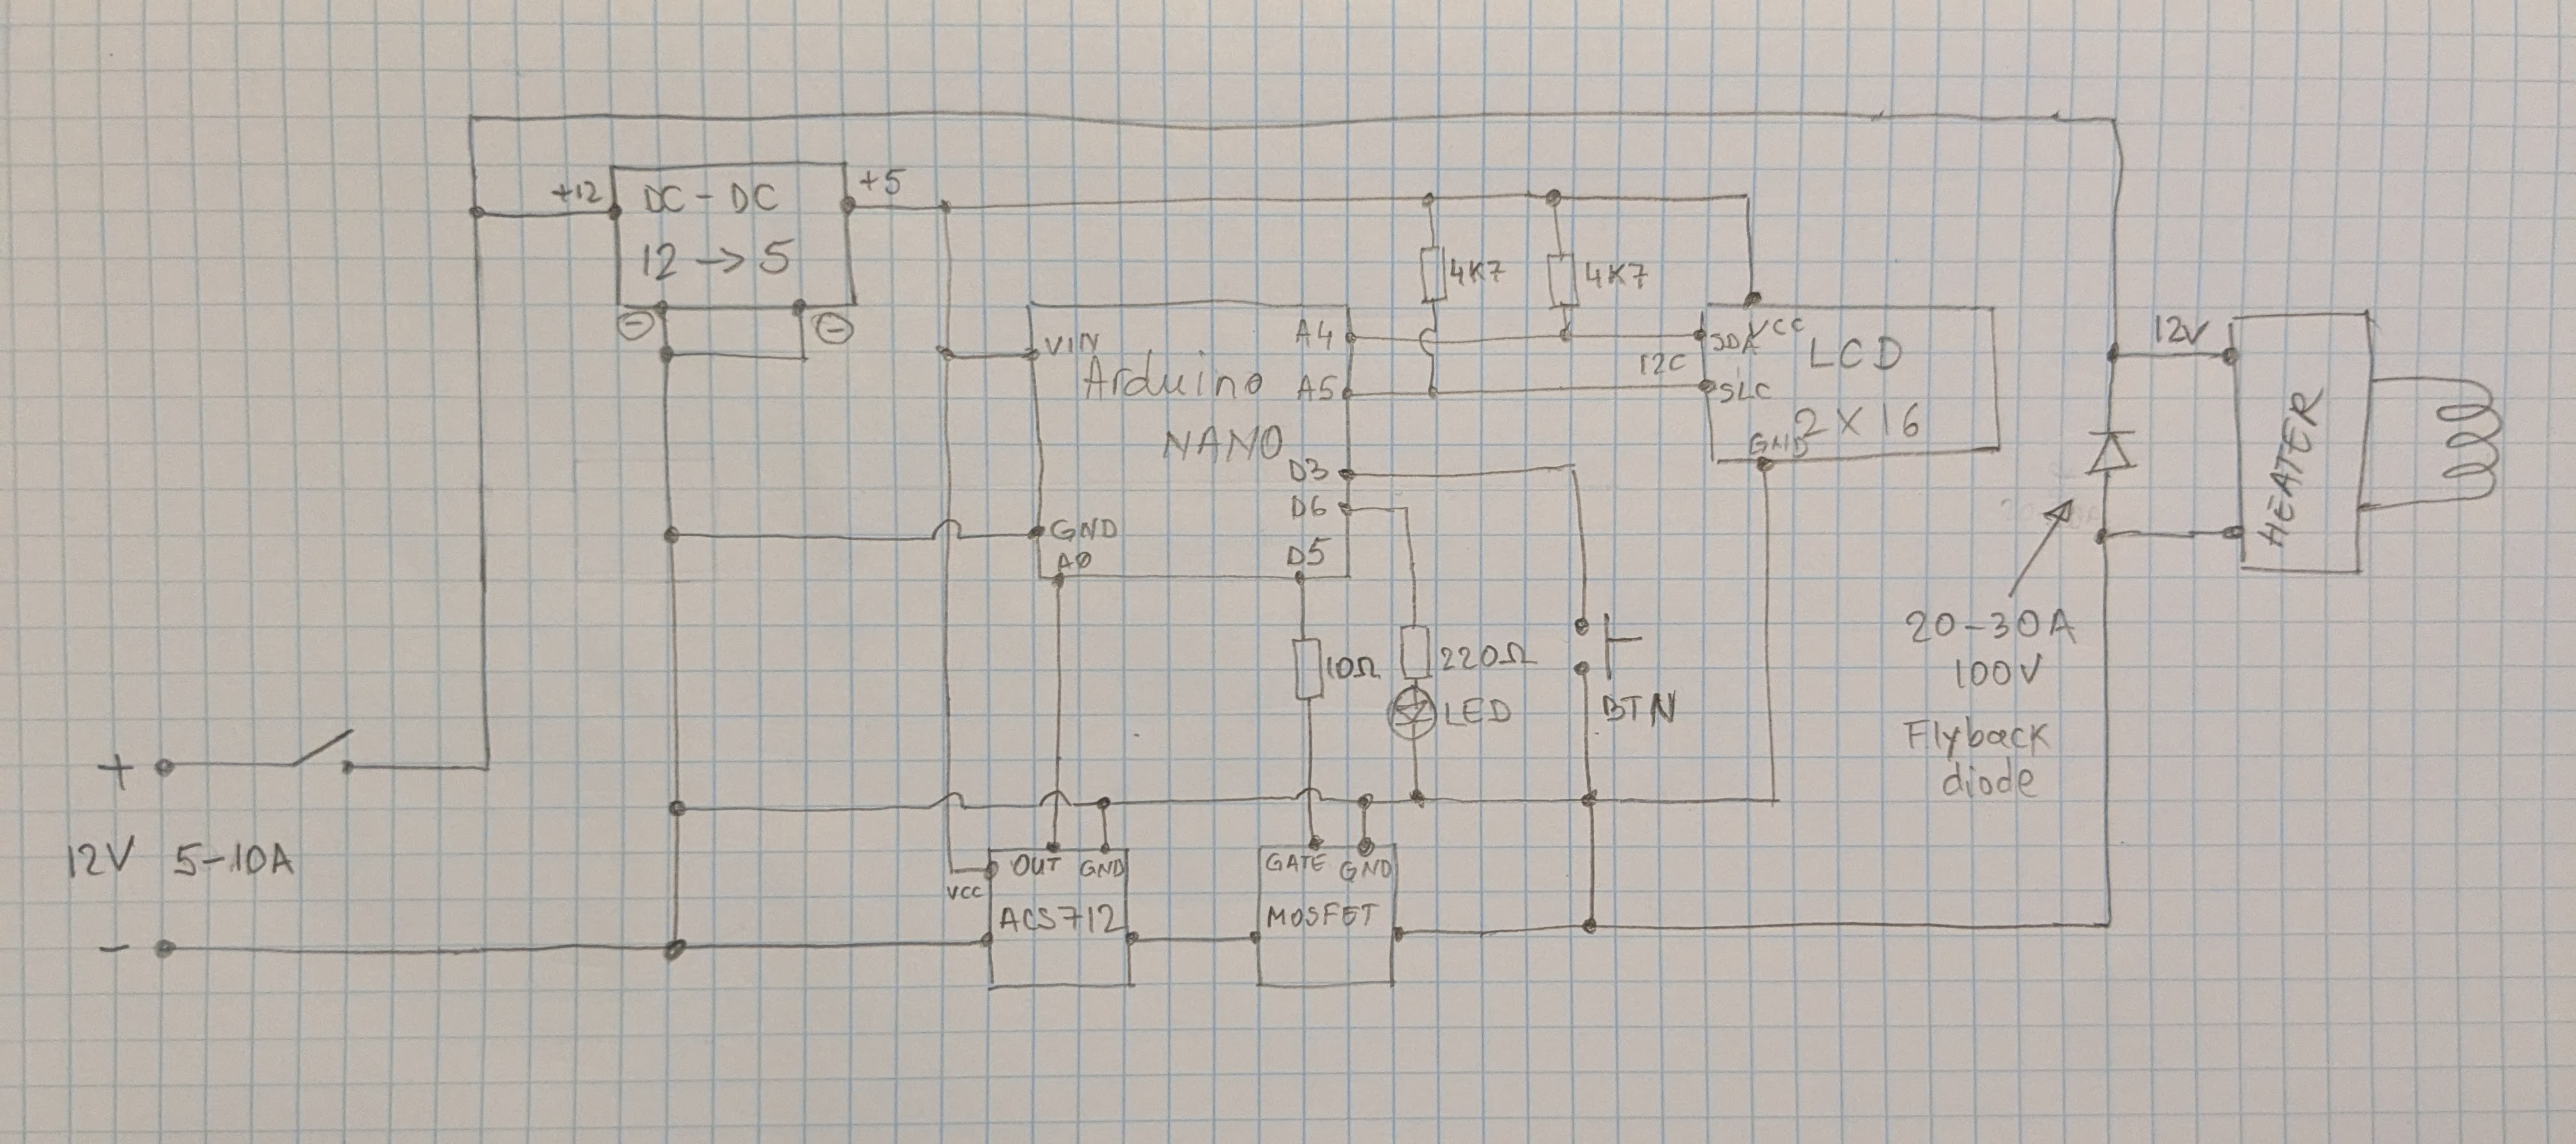 +12
DC-DC
12 → 5
+5
⊖
⊖
4K7
4K7
VIN
Arduino
NANO
GND
A0
A4
A5
D3
D6
D5
I2C
SDA
VCC
SLC
LCD
2X16
GND
12V
HEATER
10Ω
220Ω
LED
BTN
20-30A
100V
Flyback
diode
+
12V 5-10A
-
VCC
OUT GND
ACS712
GATE GND
MOSFET